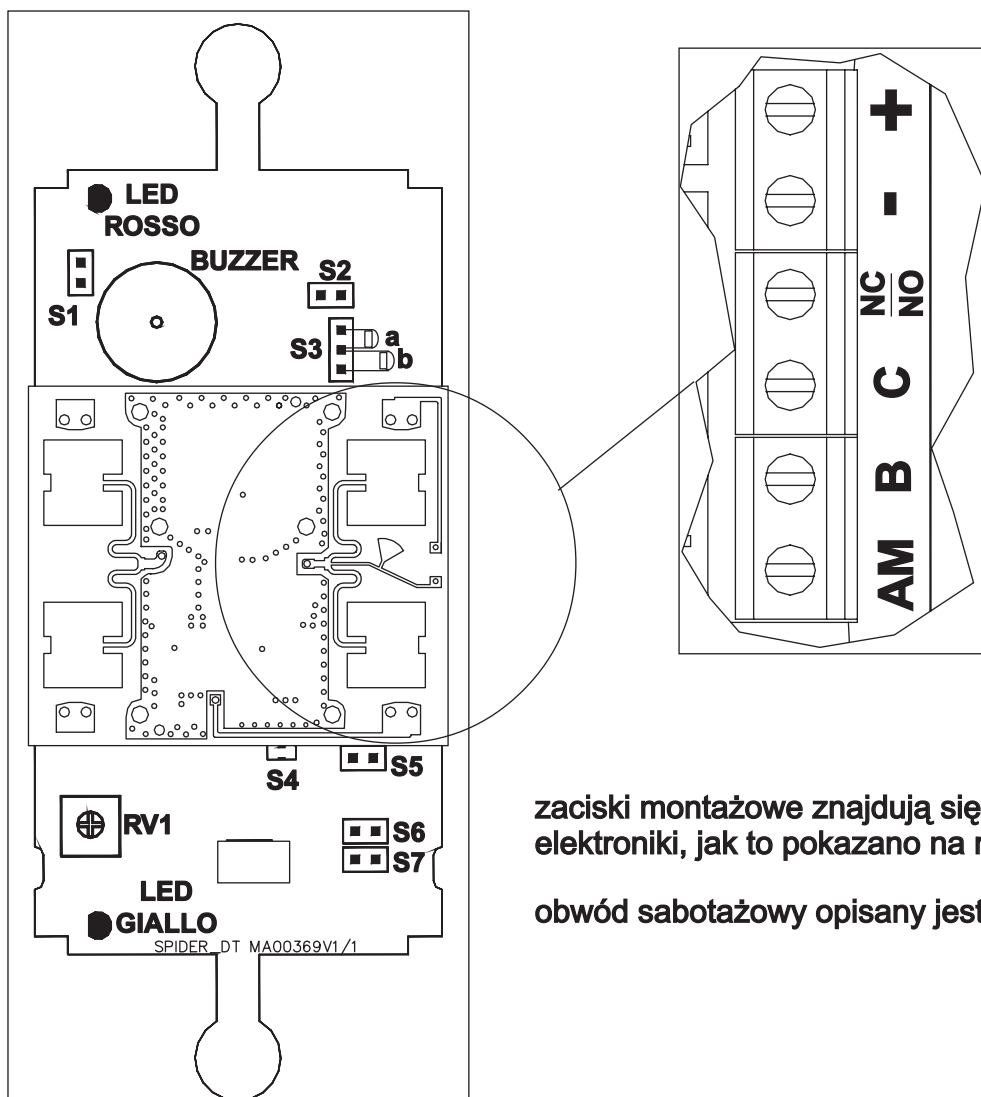 LED
ROSSO
BUZZER
S1
S2
S3
a
b
+
-
NC
NO
C
B
AM
S4
S5
RV1
S6
S7
LED
GIALLO
SPIDER_DT MA00369V1/1
zaciski montażowe znajdują się
elektroniki, jak to pokazano na
obwód sabotażowy opisany jest